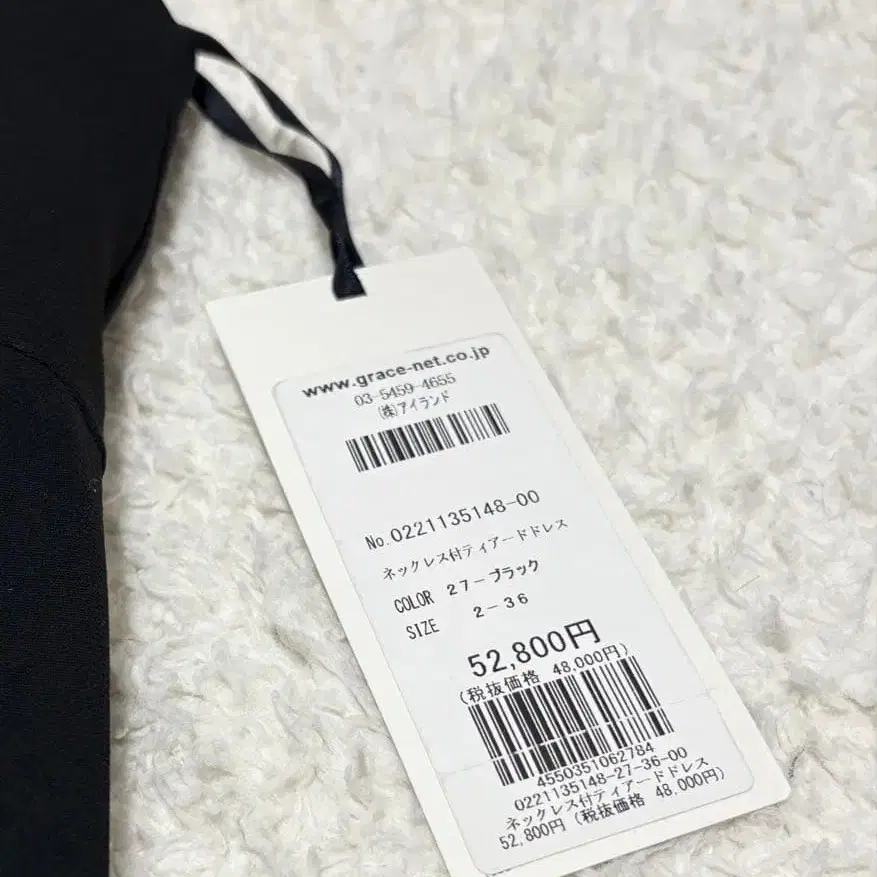 www.grace-net.co.jp
03-5459-4655
(株)アイランド
No.0221135148-00
ネックレス付ティアードドレス
COLOR 27-ブラック
SIZE 2-36
52,800円
(税抜価格 48,000円)
4550351062784
0221135148-27-36-00
ネックレス付ティアードドレス
52,800円 (税抜価格 48,000円)